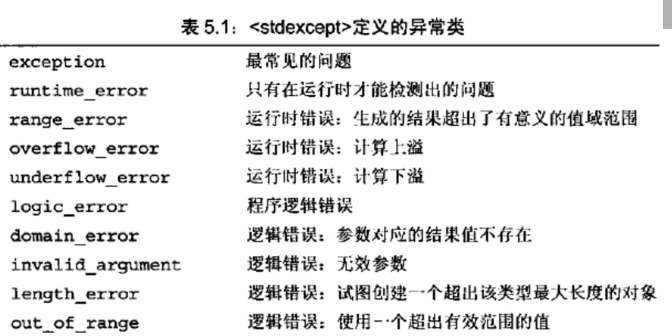 表 5.1：<stdexcept>定义的异常类
exception 最常见的问题
runtime_error 只有在运行时才能检测出的问题
range_error 运行时错误：生成的结果超出了有意义的值域范围
overflow_error 运行时错误：计算上溢
underflow_error 运行时错误：计算下溢
logic_error 程序逻辑错误
domain_error 逻辑错误：参数对应的结果值不存在
invalid_argument 逻辑错误：无效参数
length_error 逻辑错误：试图创建一个超出该类型最大长度的对象
out_of_range 逻辑错误：使用一个超出有效范围的值